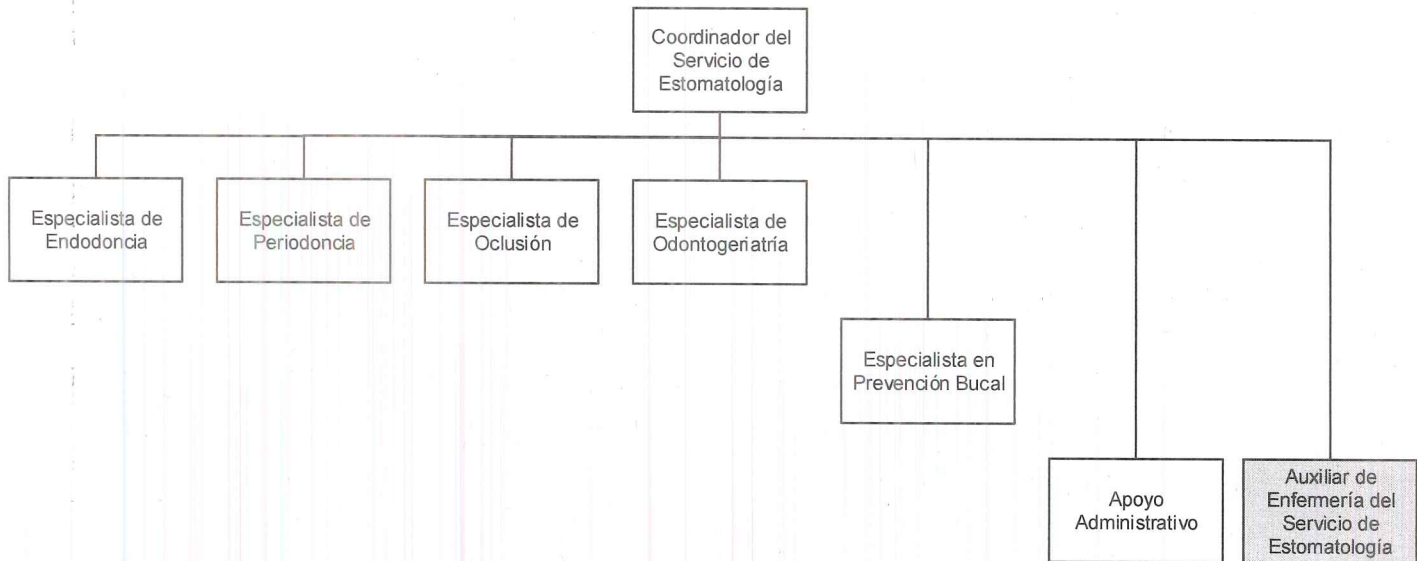 Coordinador del
Servicio de
Estomatología
Especialista de
Endodoncia
Especialista de
Periodoncia
Especialista de
Oclusión
Especialista de
Odontogeriatría
Especialista en
Prevención Bucal
Apoyo
Administrativo
Auxiliar de
Enfermería del
Servicio de
Estomatología